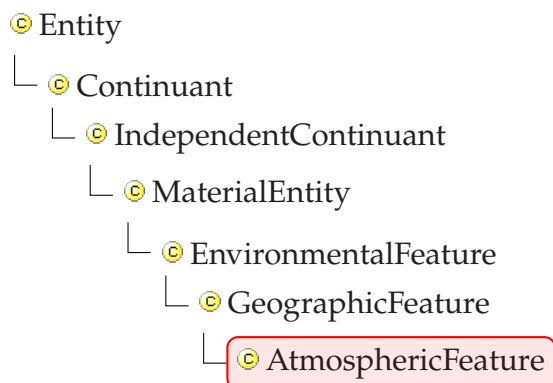 Entity
Continuant
IndependentContinuant
MaterialEntity
EnvironmentalFeature
GeographicFeature
AtmosphericFeature